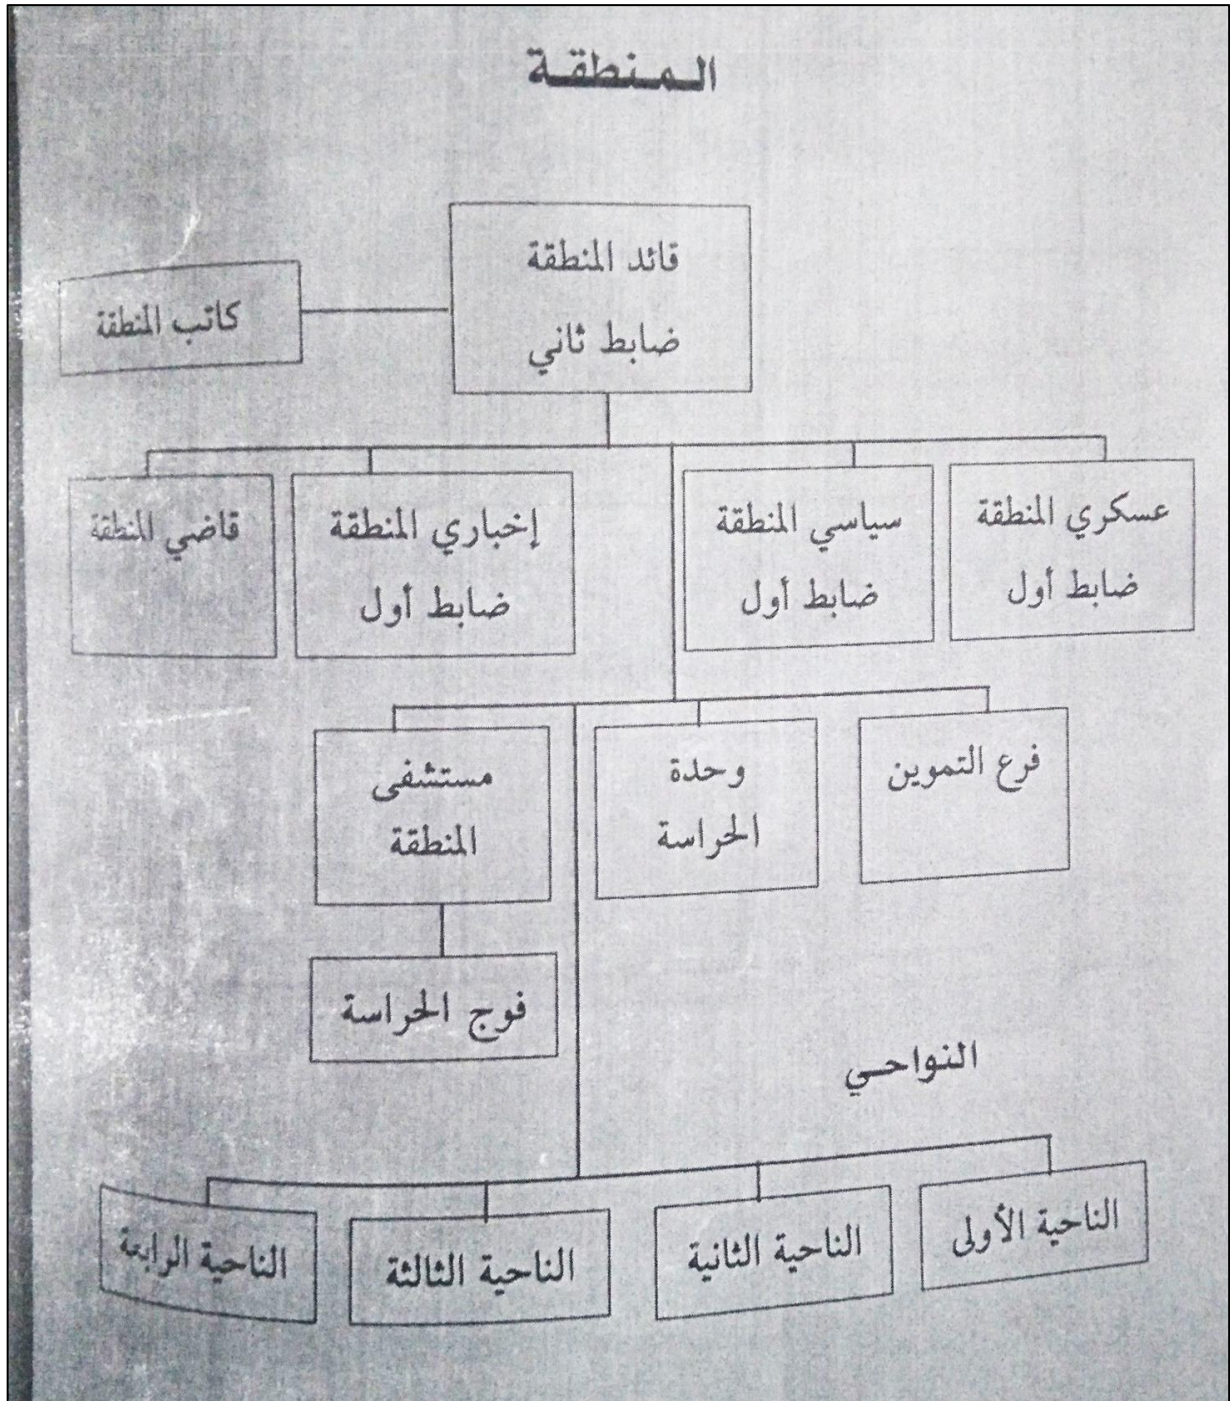 المنطقة
قائد المنطقة
ضابط ثاني
كاتب المنطقة
عسكري المنطقة
ضابط أول
سياسي المنطقة
ضابط أول
إخباري المنطقة
ضابط أول
قاضي المنطقة
فرع التموين
وحدة
الحراسة
مستشفى
المنطقة
فوج الحراسة
النواحي
الناحية الأولى
الناحية الثانية
الناحية الثالثة
الناحية الرابعة